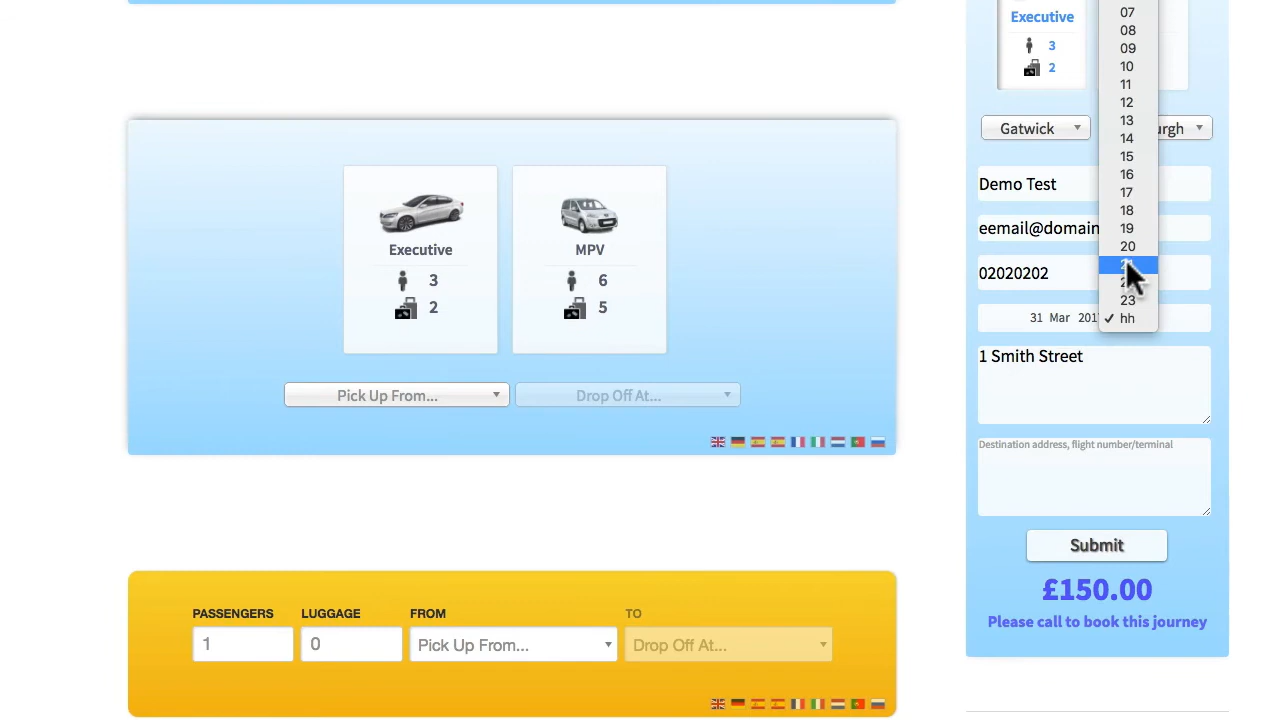 Executive
3
2
Executive
3
2
MPV
6
5
Pick Up From...
Drop Off At...
PASSENGERS
LUGGAGE
FROM
TO
1
0
Pick Up From...
Drop Off At...
07
08
09
10
11
12
13
14
15
16
17
18
19
20
23
hh
Gatwick
urgh
Demo Test
eemail@domain
02020202
31 Mar 201
1 Smith Street
Destination address, flight number/terminal
Submit
£150.00
Please call to book this journey